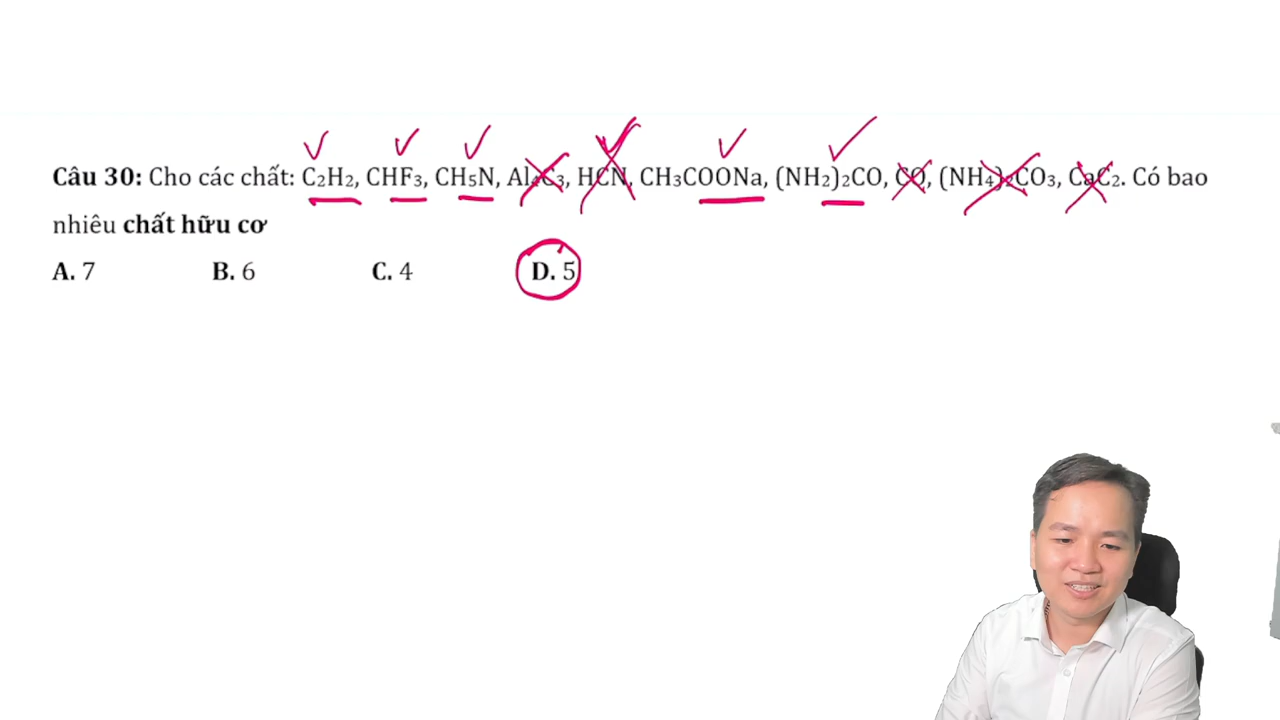 Câu 30: Cho các chất: C₂H₂, CHF₃, CH₅N, Al₄C₃, HCN, CH₃COONa, (NH₂)₂CO, CO, (NH₄)₂CO₃, CaC₂. Có bao
nhiêu chất hữu cơ
A. 7 B. 6 C. 4 D. 5